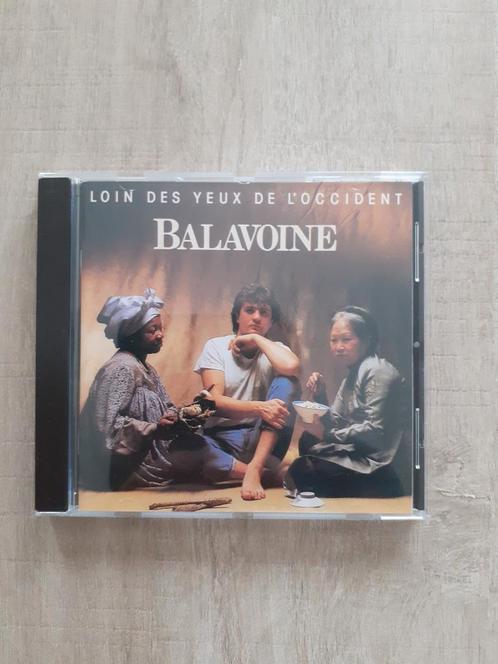 LOIN DES YEUX DE L'OCCIDENT
BALAVOINE